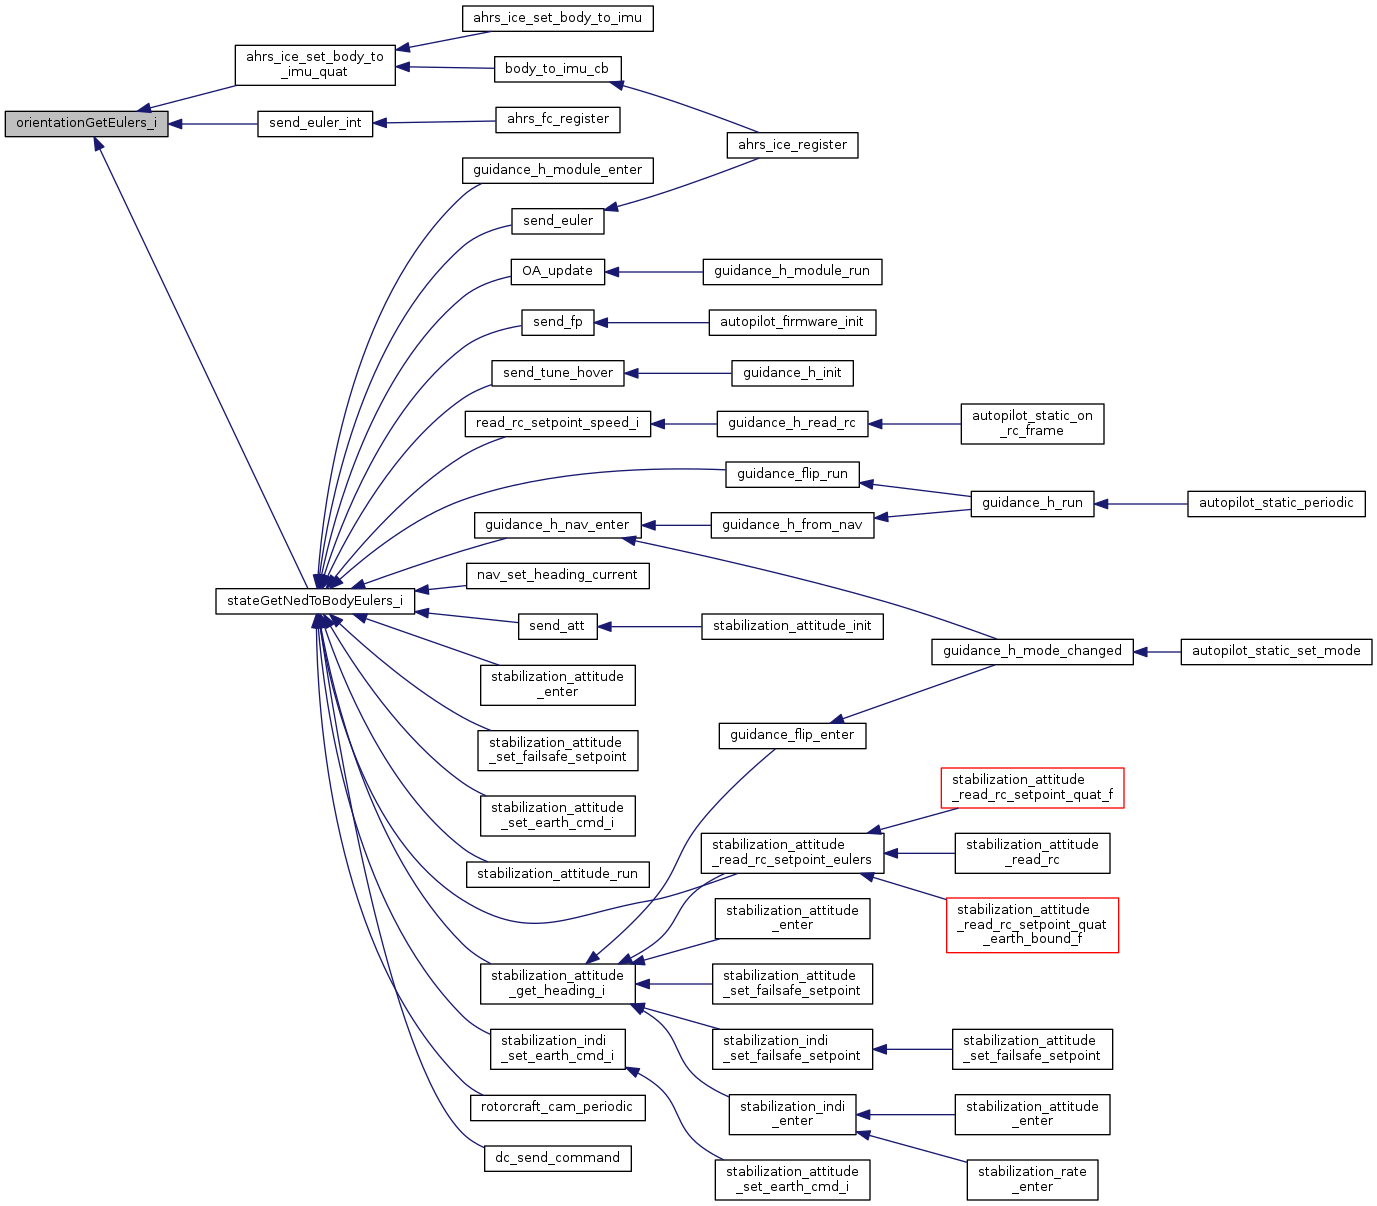 ahrs_ice_set_body_to_imu
ahrs_ice_set_body_to
_imu_quat
body_to_imu_cb
orientationGetEulers_i
send_euler_int
ahrs_fc_register
ahrs_ice_register
guidance_h_module_enter
send_euler
OA_update
guidance_h_module_run
send_fp
autopilot_firmware_init
send_tune_hover
guidance_h_init
read_rc_setpoint_speed_i
guidance_h_read_rc
autopilot_static_on
_rc_frame
guidance_flip_run
guidance_h_run
autopilot_static_periodic
guidance_h_nav_enter
guidance_h_from_nav
nav_set_heading_current
stateGetNedToBodyEulers_i
send_att
stabilization_attitude_init
guidance_h_mode_changed
autopilot_static_set_mode
stabilization_attitude
_enter
guidance_flip_enter
stabilization_attitude
_set_failsafe_setpoint
stabilization_attitude
_read_rc_setpoint_quat_f
stabilization_attitude
_set_earth_cmd_i
stabilization_attitude
_read_rc_setpoint_eulers
stabilization_attitude
_read_rc
stabilization_attitude_run
stabilization_attitude
_enter
stabilization_attitude
_read_rc_setpoint_quat
_earth_bound_f
stabilization_attitude
_get_heading_i
stabilization_attitude
_set_failsafe_setpoint
stabilization_indi
_set_earth_cmd_i
stabilization_indi
_set_failsafe_setpoint
stabilization_attitude
_set_failsafe_setpoint
rotorcraft_cam_periodic
stabilization_indi
_enter
stabilization_attitude
_enter
dc_send_command
stabilization_attitude
_set_earth_cmd_i
stabilization_rate
_enter